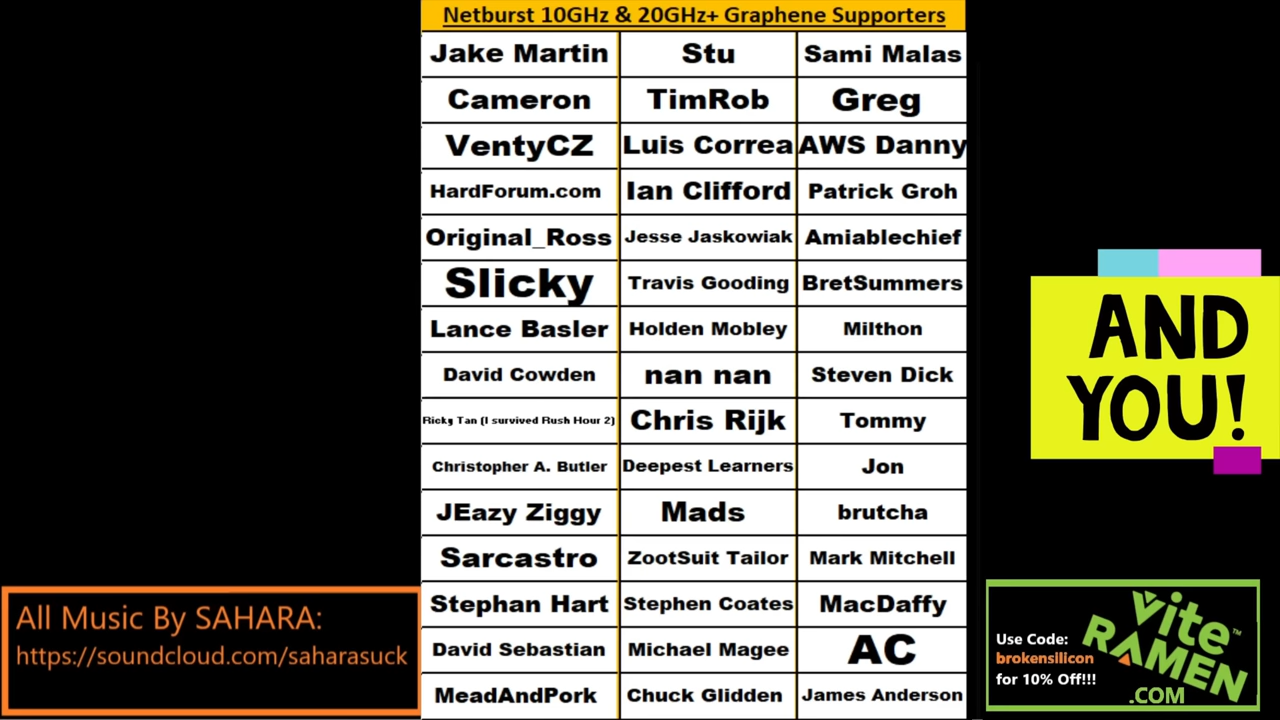 Netburst 10GHz & 20GHz+ Graphene Supporters
Jake Martin Stu Sami Malas
Cameron TimRob Greg
VentyCZ Luis Correa AWS Danny
HardForum.com Ian Clifford Patrick Groh
Original_Ross Jesse Jaskowiak Amiablechief
Slicky Travis Gooding BretSummers
Lance Basler Holden Mobley Milthon
David Cowden nan nan Steven Dick
Ricky Tan (I survived Rush Hour 2) Chris Rijk Tommy
Christopher A. Butler Deepest Learners Jon
JEazy Ziggy Mads brutcha
Sarcastro ZootSuit Tailor Mark Mitchell
Stephan Hart Stephen Coates MacDaffy
David Sebastian Michael Magee AC
MeadAndPork Chuck Glidden James Anderson
AND
YOU!
All Music By SAHARA:
https://soundcloud.com/saharasuck
Use Code:
brokensilicon
for 10% Off!!!
Vite™
RAMEN
.COM